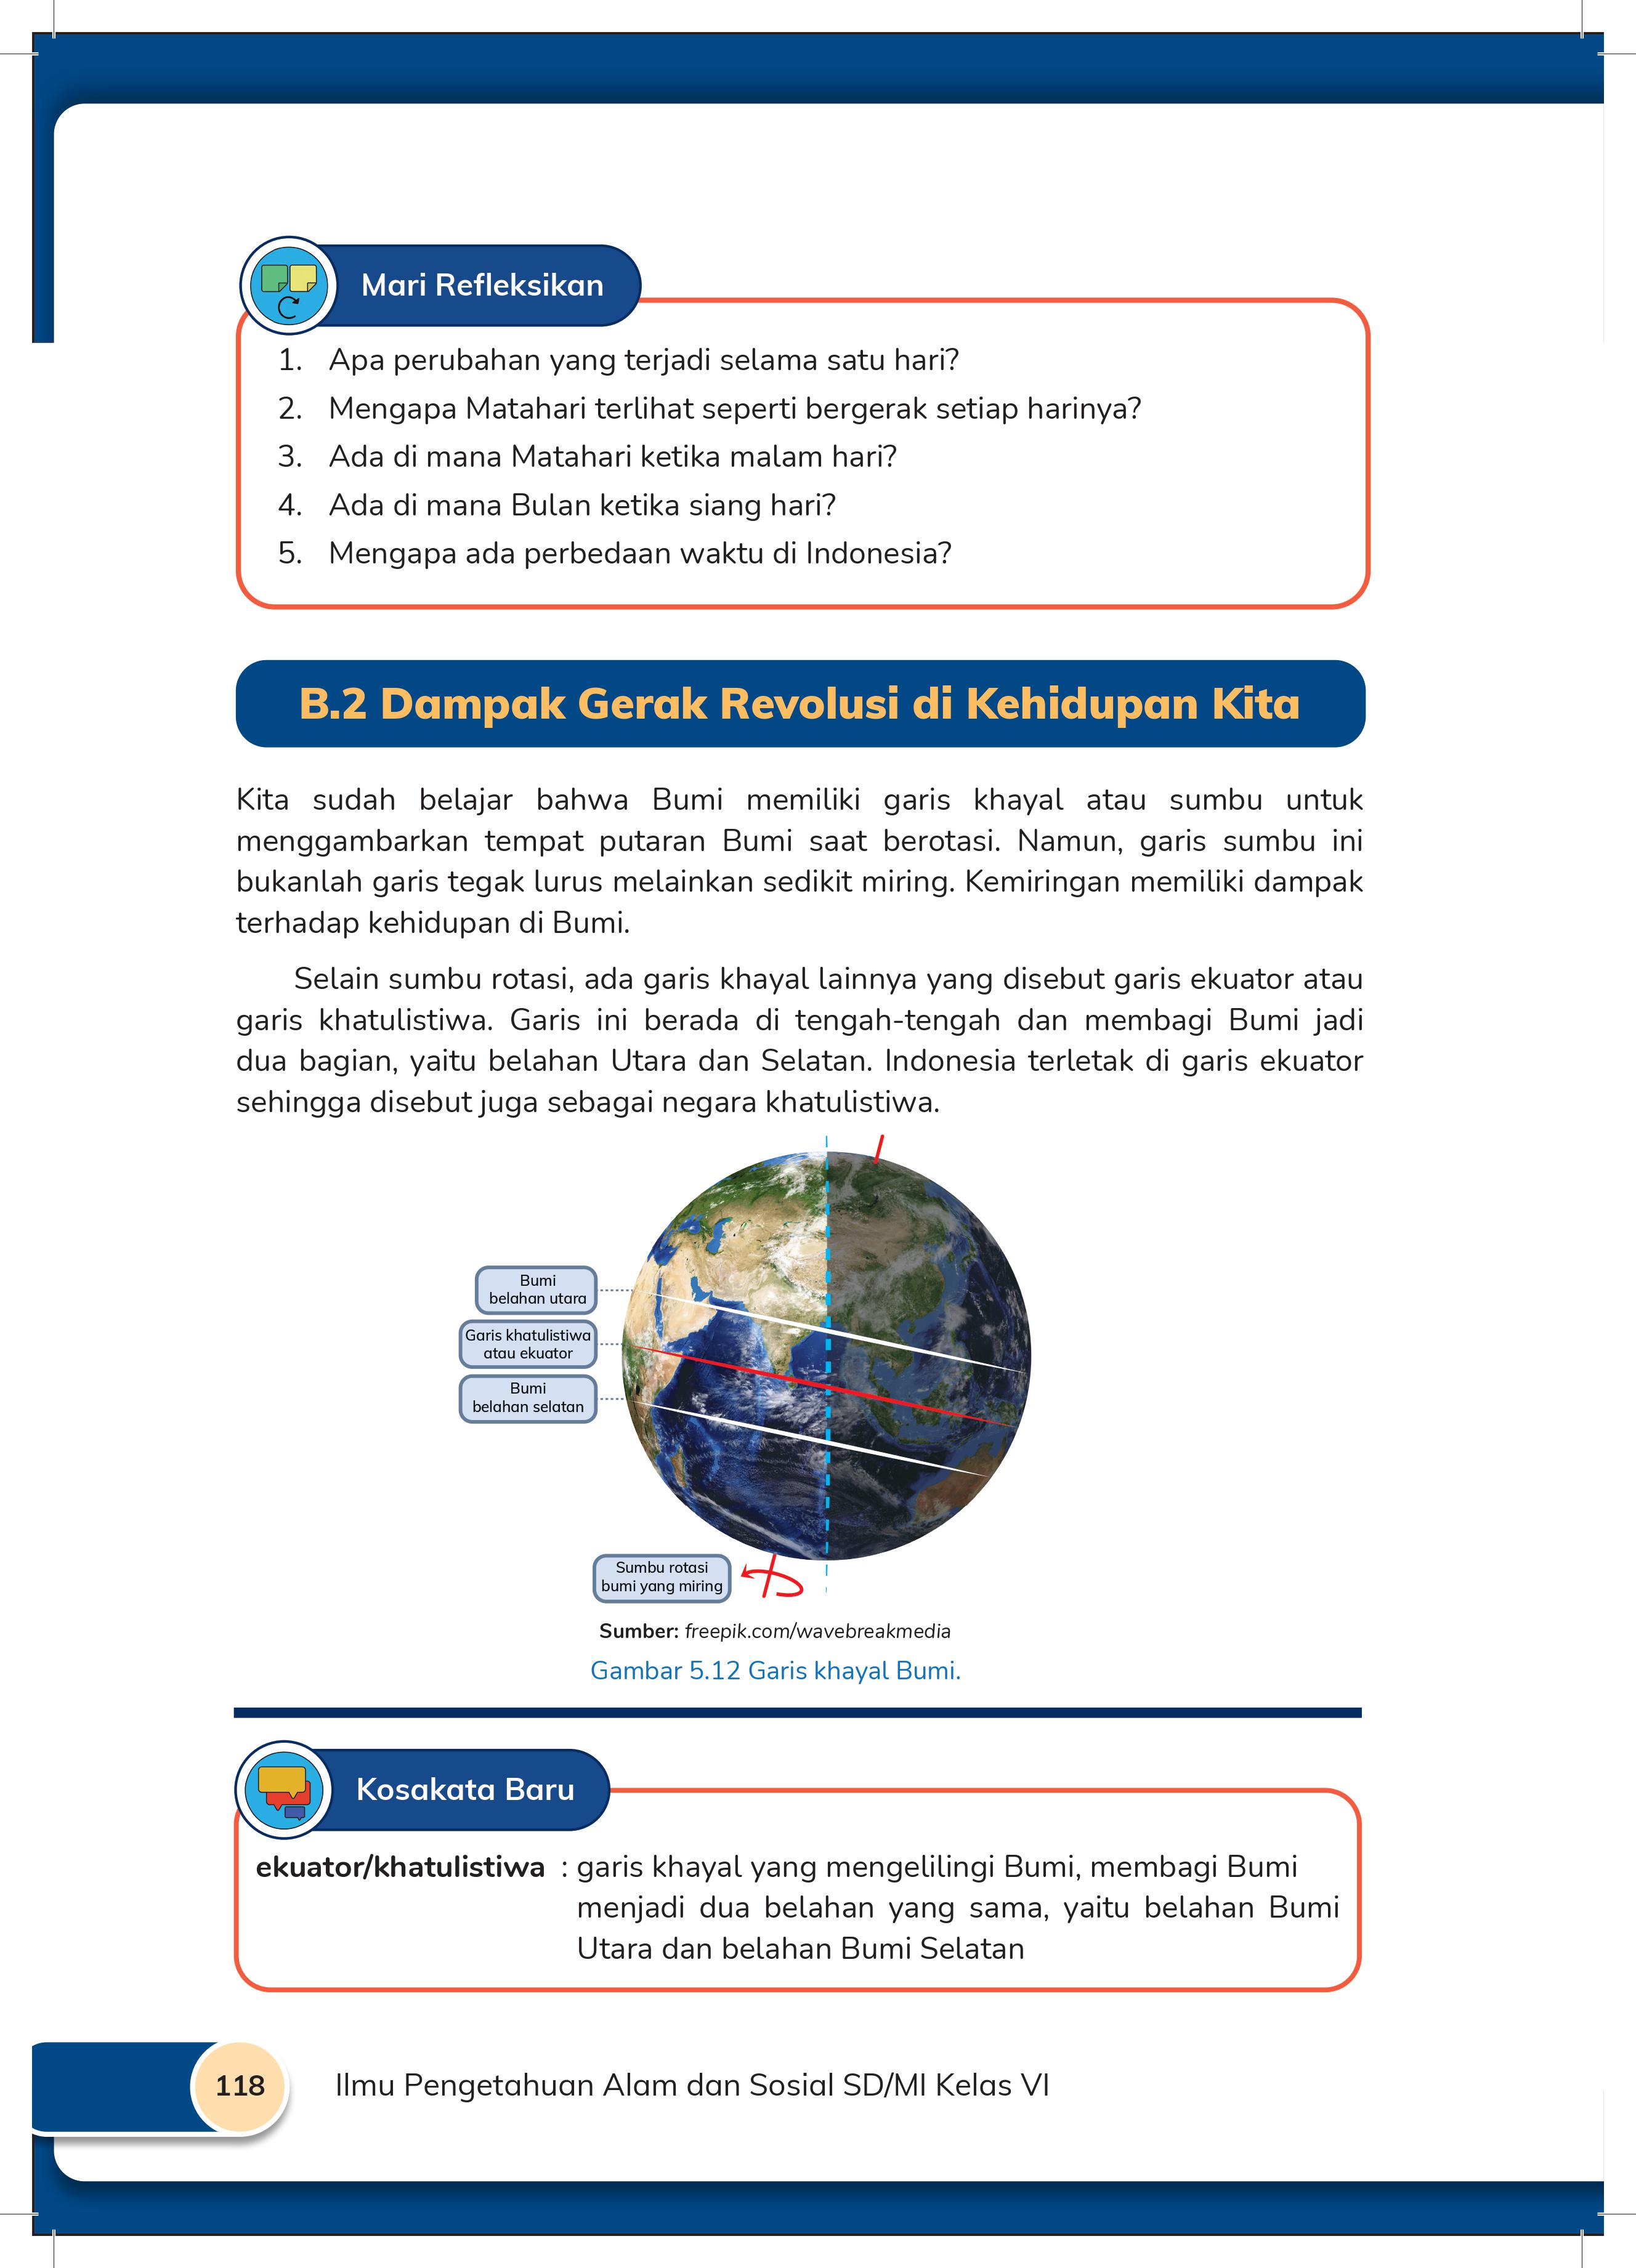 Mari Refleksikan
1. Apa perubahan yang terjadi selama satu hari?
2. Mengapa Matahari terlihat seperti bergerak setiap harinya?
3. Ada di mana Matahari ketika malam hari?
4. Ada di mana Bulan ketika siang hari?
5. Mengapa ada perbedaan waktu di Indonesia?
B.2 Dampak Gerak Revolusi di Kehidupan Kita
Kita sudah belajar bahwa Bumi memiliki garis khayal atau sumbu untuk
menggambarkan tempat putaran Bumi saat berotasi. Namun, garis sumbu ini
bukanlah garis tegak lurus melainkan sedikit miring. Kemiringan memiliki dampak
terhadap kehidupan di Bumi.
Selain sumbu rotasi, ada garis khayal lainnya yang disebut garis ekuator atau
garis khatulistiwa. Garis ini berada di tengah-tengah dan membagi Bumi jadi
dua bagian, yaitu belahan Utara dan Selatan. Indonesia terletak di garis ekuator
sehingga disebut juga sebagai negara khatulistiwa.
Bumi
belahan utara
Garis khatulistiwa
atau ekuator
Bumi
belahan selatan
Sumbu rotasi
bumi yang miring
Sumber: freepik.com/wavebreakmedia
Gambar 5.12 Garis khayal Bumi.
Kosakata Baru
ekuator/khatulistiwa : garis khayal yang mengelilingi Bumi, membagi Bumi
menjadi dua belahan yang sama, yaitu belahan Bumi
Utara dan belahan Bumi Selatan
118
Ilmu Pengetahuan Alam dan Sosial SD/MI Kelas VI